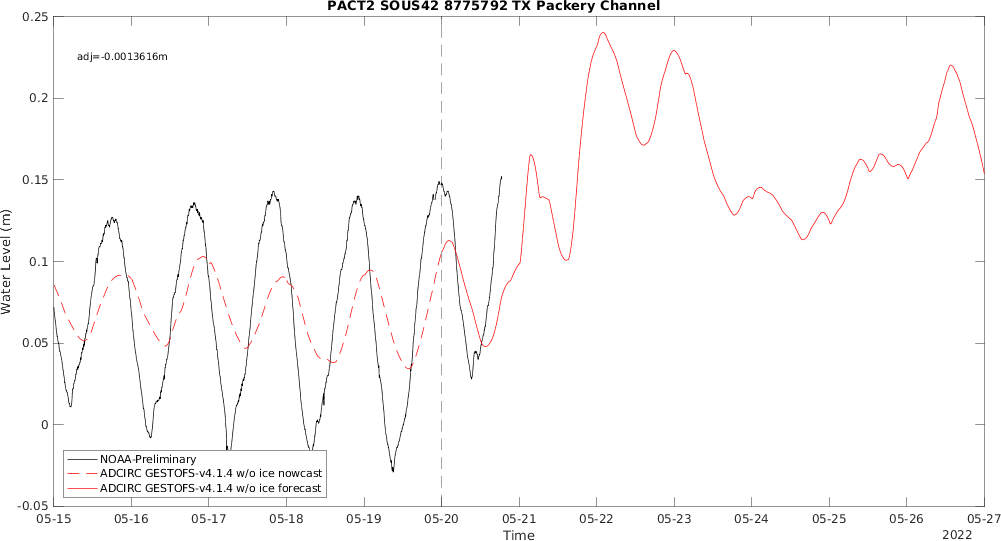 PACT2 SOUS42 8775792 TX Packery Channel
adj=-0.0013616m
Water Level (m)
0.25
0.2
0.15
0.1
0.05
0
-0.05
NOAA-Preliminary
ADCIRC GESTOFS-v4.1.4 w/o ice nowcast
ADCIRC GESTOFS-v4.1.4 w/o ice forecast
05-15 05-16 05-17 05-18 05-19 05-20 05-21 05-22 05-23 05-24 05-25 05-26 05-27
Time
2022